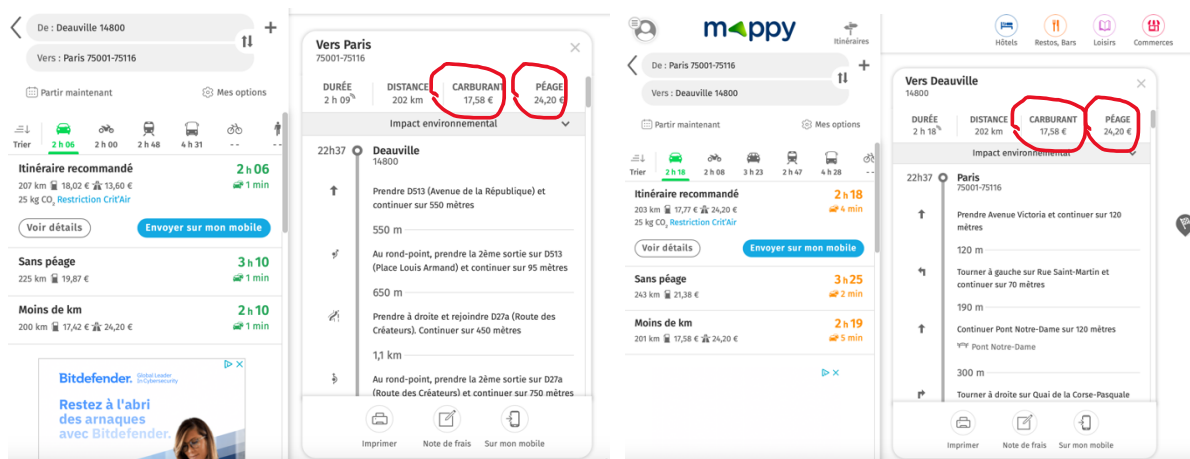 De : Deauville 14800
Vers : Paris 75001-75116
Partir maintenant
Mes options
Trier
2 h 06
2 h 00
2 h 48
4 h 31
- -
- -
Itinéraire recommandé
2 h 06
207 km 18,02 € 13,60 €
1 min
25 kg CO2 Restriction Crit'Air
Voir détails
Envoyer sur mon mobile
Sans péage
3 h 10
225 km 19,87 €
1 min
Moins de km
2 h 10
200 km 17,42 € 24,20 €
1 min
Bitdefender. Global Leader
In Cybersecurity
Restez à l'abri
des arnaques
avec Bitdefender.
Vers Paris
75001-75116
DURÉE
2 h 09
DISTANCE
202 km
CARBURANT
17,58 €
PÉAGE
24,20 €
Impact environnemental
22h37
Deauville
14800
Prendre D513 (Avenue de la République) et
continuer sur 550 mètres
550 m
Au rond-point, prendre la 2ème sortie sur D513
(Place Louis Armand) et continuer sur 95 mètres
650 m
Prendre à droite et rejoindre D27a (Route des
Créateurs). Continuer sur 450 mètres
1,1 km
Au rond-point, prendre la 2ème sortie sur D27a
(Route des Créateurs) et continuer sur 750 mètres
Imprimer
Note de frais
Sur mon mobile
mappy
Itinéraires
De : Paris 75001-75116
Vers : Deauville 14800
Partir maintenant
Mes options
Trier
2 h 18
2 h 08
3 h 23
2 h 47
4 h 28
- -
Itinéraire recommandé
2 h 18
203 km 17,77 € 24,20 €
4 min
25 kg CO2 Restriction Crit'Air
Voir détails
Envoyer sur mon mobile
Sans péage
3 h 25
243 km 21,38 €
2 min
Moins de km
2 h 19
201 km 17,58 € 24,20 €
5 min
Hôtels
Restos, Bars
Loisirs
Commerces
Vers Deauville
14800
DURÉE
2 h 18
DISTANCE
202 km
CARBURANT
17,58 €
PÉAGE
24,20 €
Impact environnemental
22h37
Paris
75001-75116
Prendre Avenue Victoria et continuer sur 120
mètres
120 m
Tourner à gauche sur Rue Saint-Martin et
continuer sur 70 mètres
190 m
Continuer Pont Notre-Dame sur 120 mètres
Pont Notre-Dame
300 m
Tourner à droite sur Quai de la Corse-Pasquale
Imprimer
Note de frais
Sur mon mobile